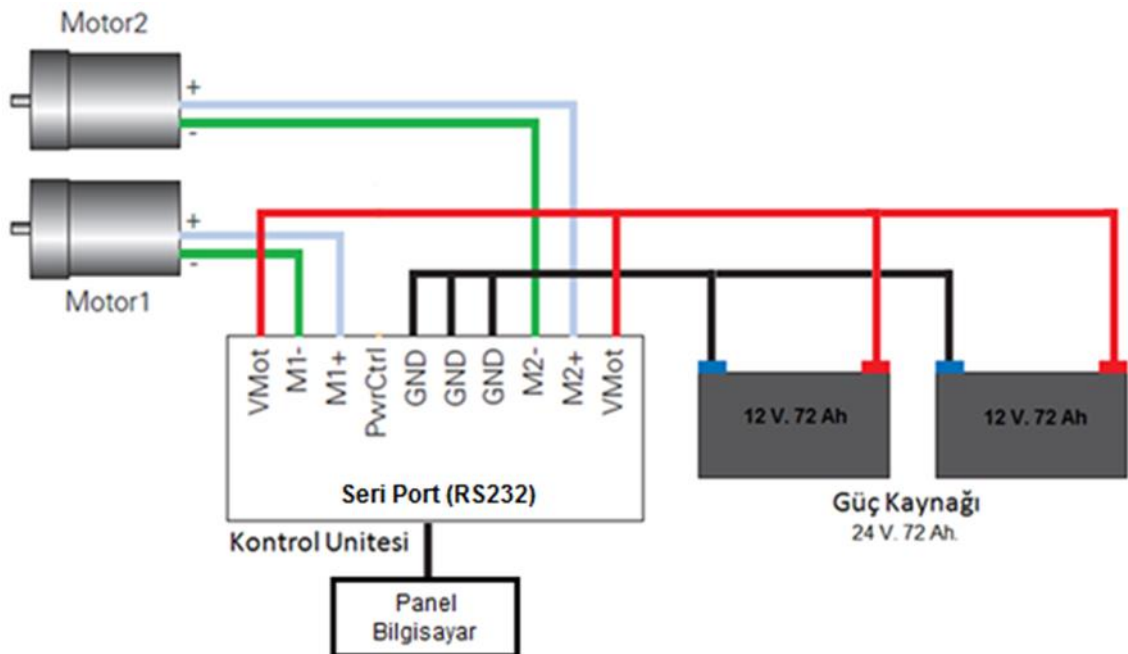 Motor2
+
-
+
-
Motor1
VMot
M1-
M1+
PwrCtrl
GND
GND
GND
M2-
M2+
VMot
12 V. 72 Ah
12 V. 72 Ah
Seri Port (RS232)
Güç Kaynağı
24 V. 72 Ah.
Kontrol Unitesi
Panel
Bilgisayar